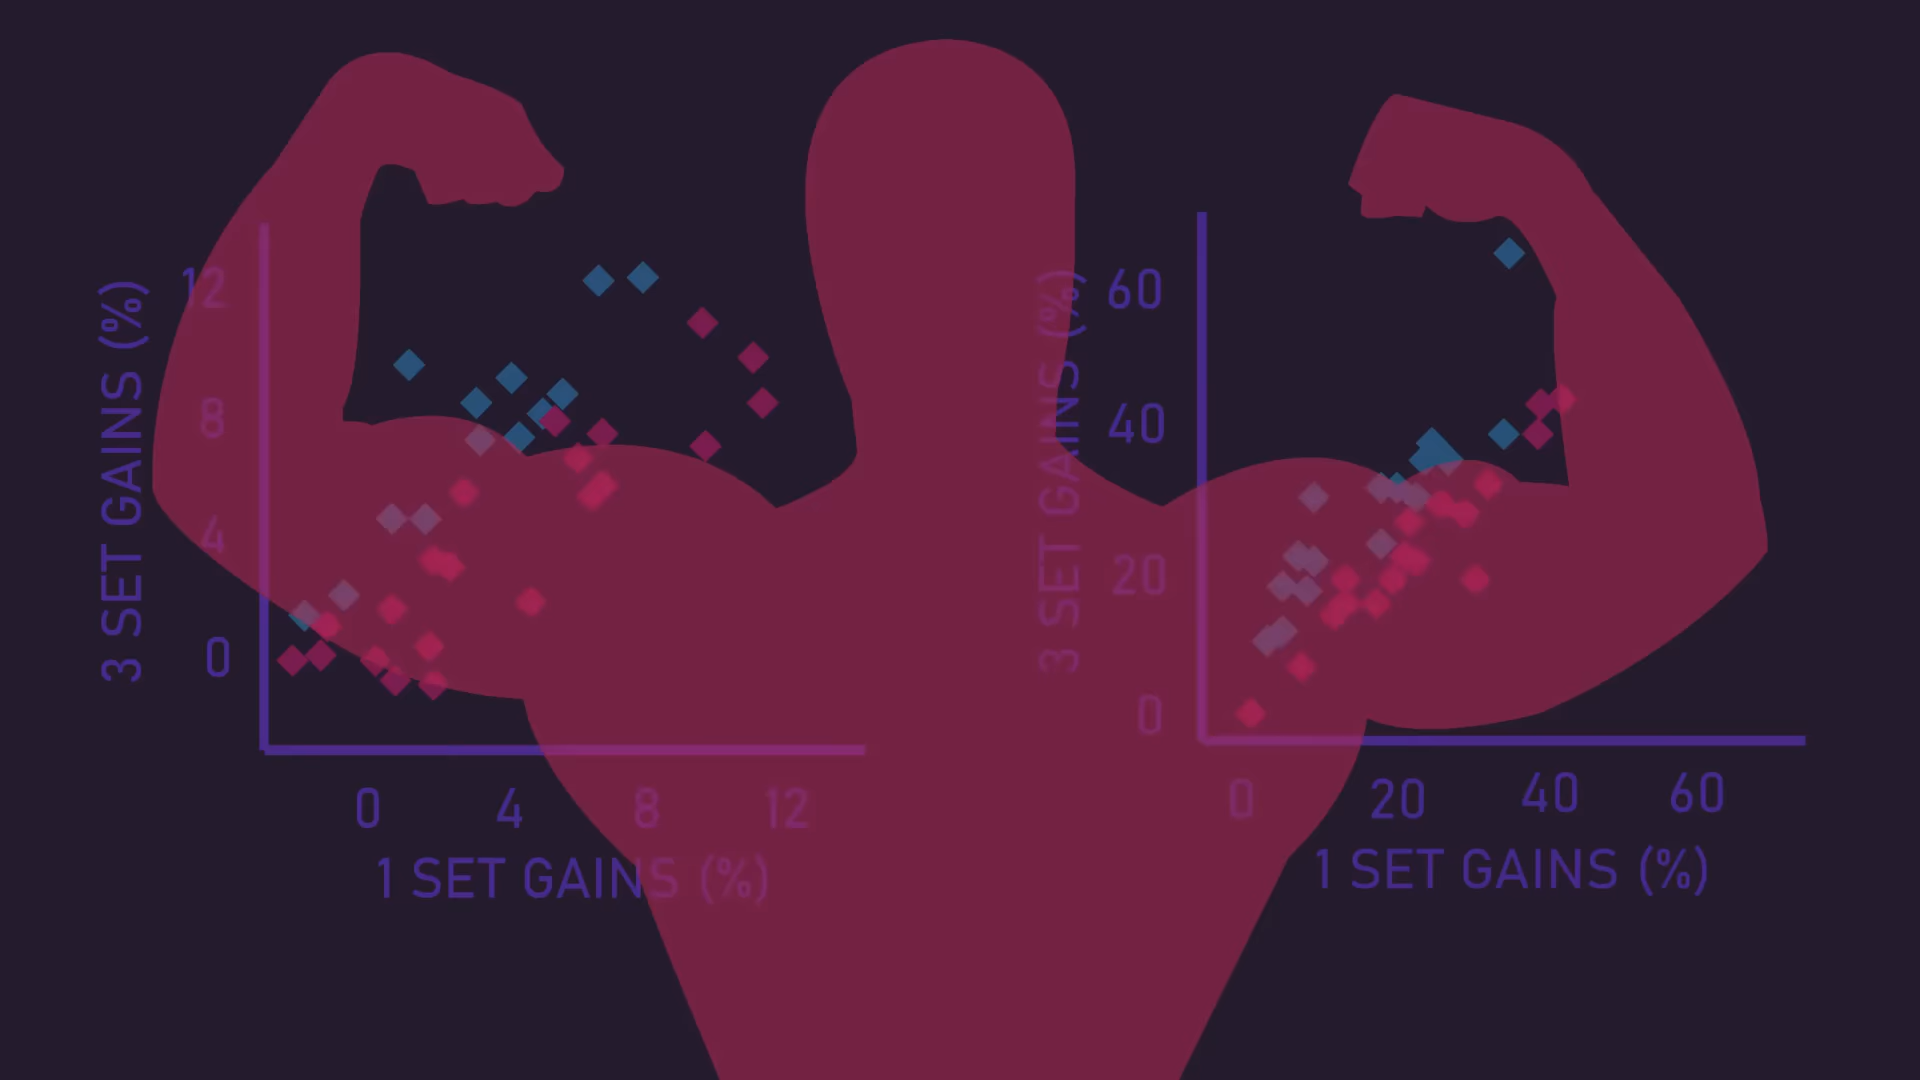 3 SET GAINS (%)
12
8
4
0
0 4 8 12
1 SET GAINS (%)
3 SET GAINS (%)
60
40
20
0
0 20 40 60
1 SET GAINS (%)